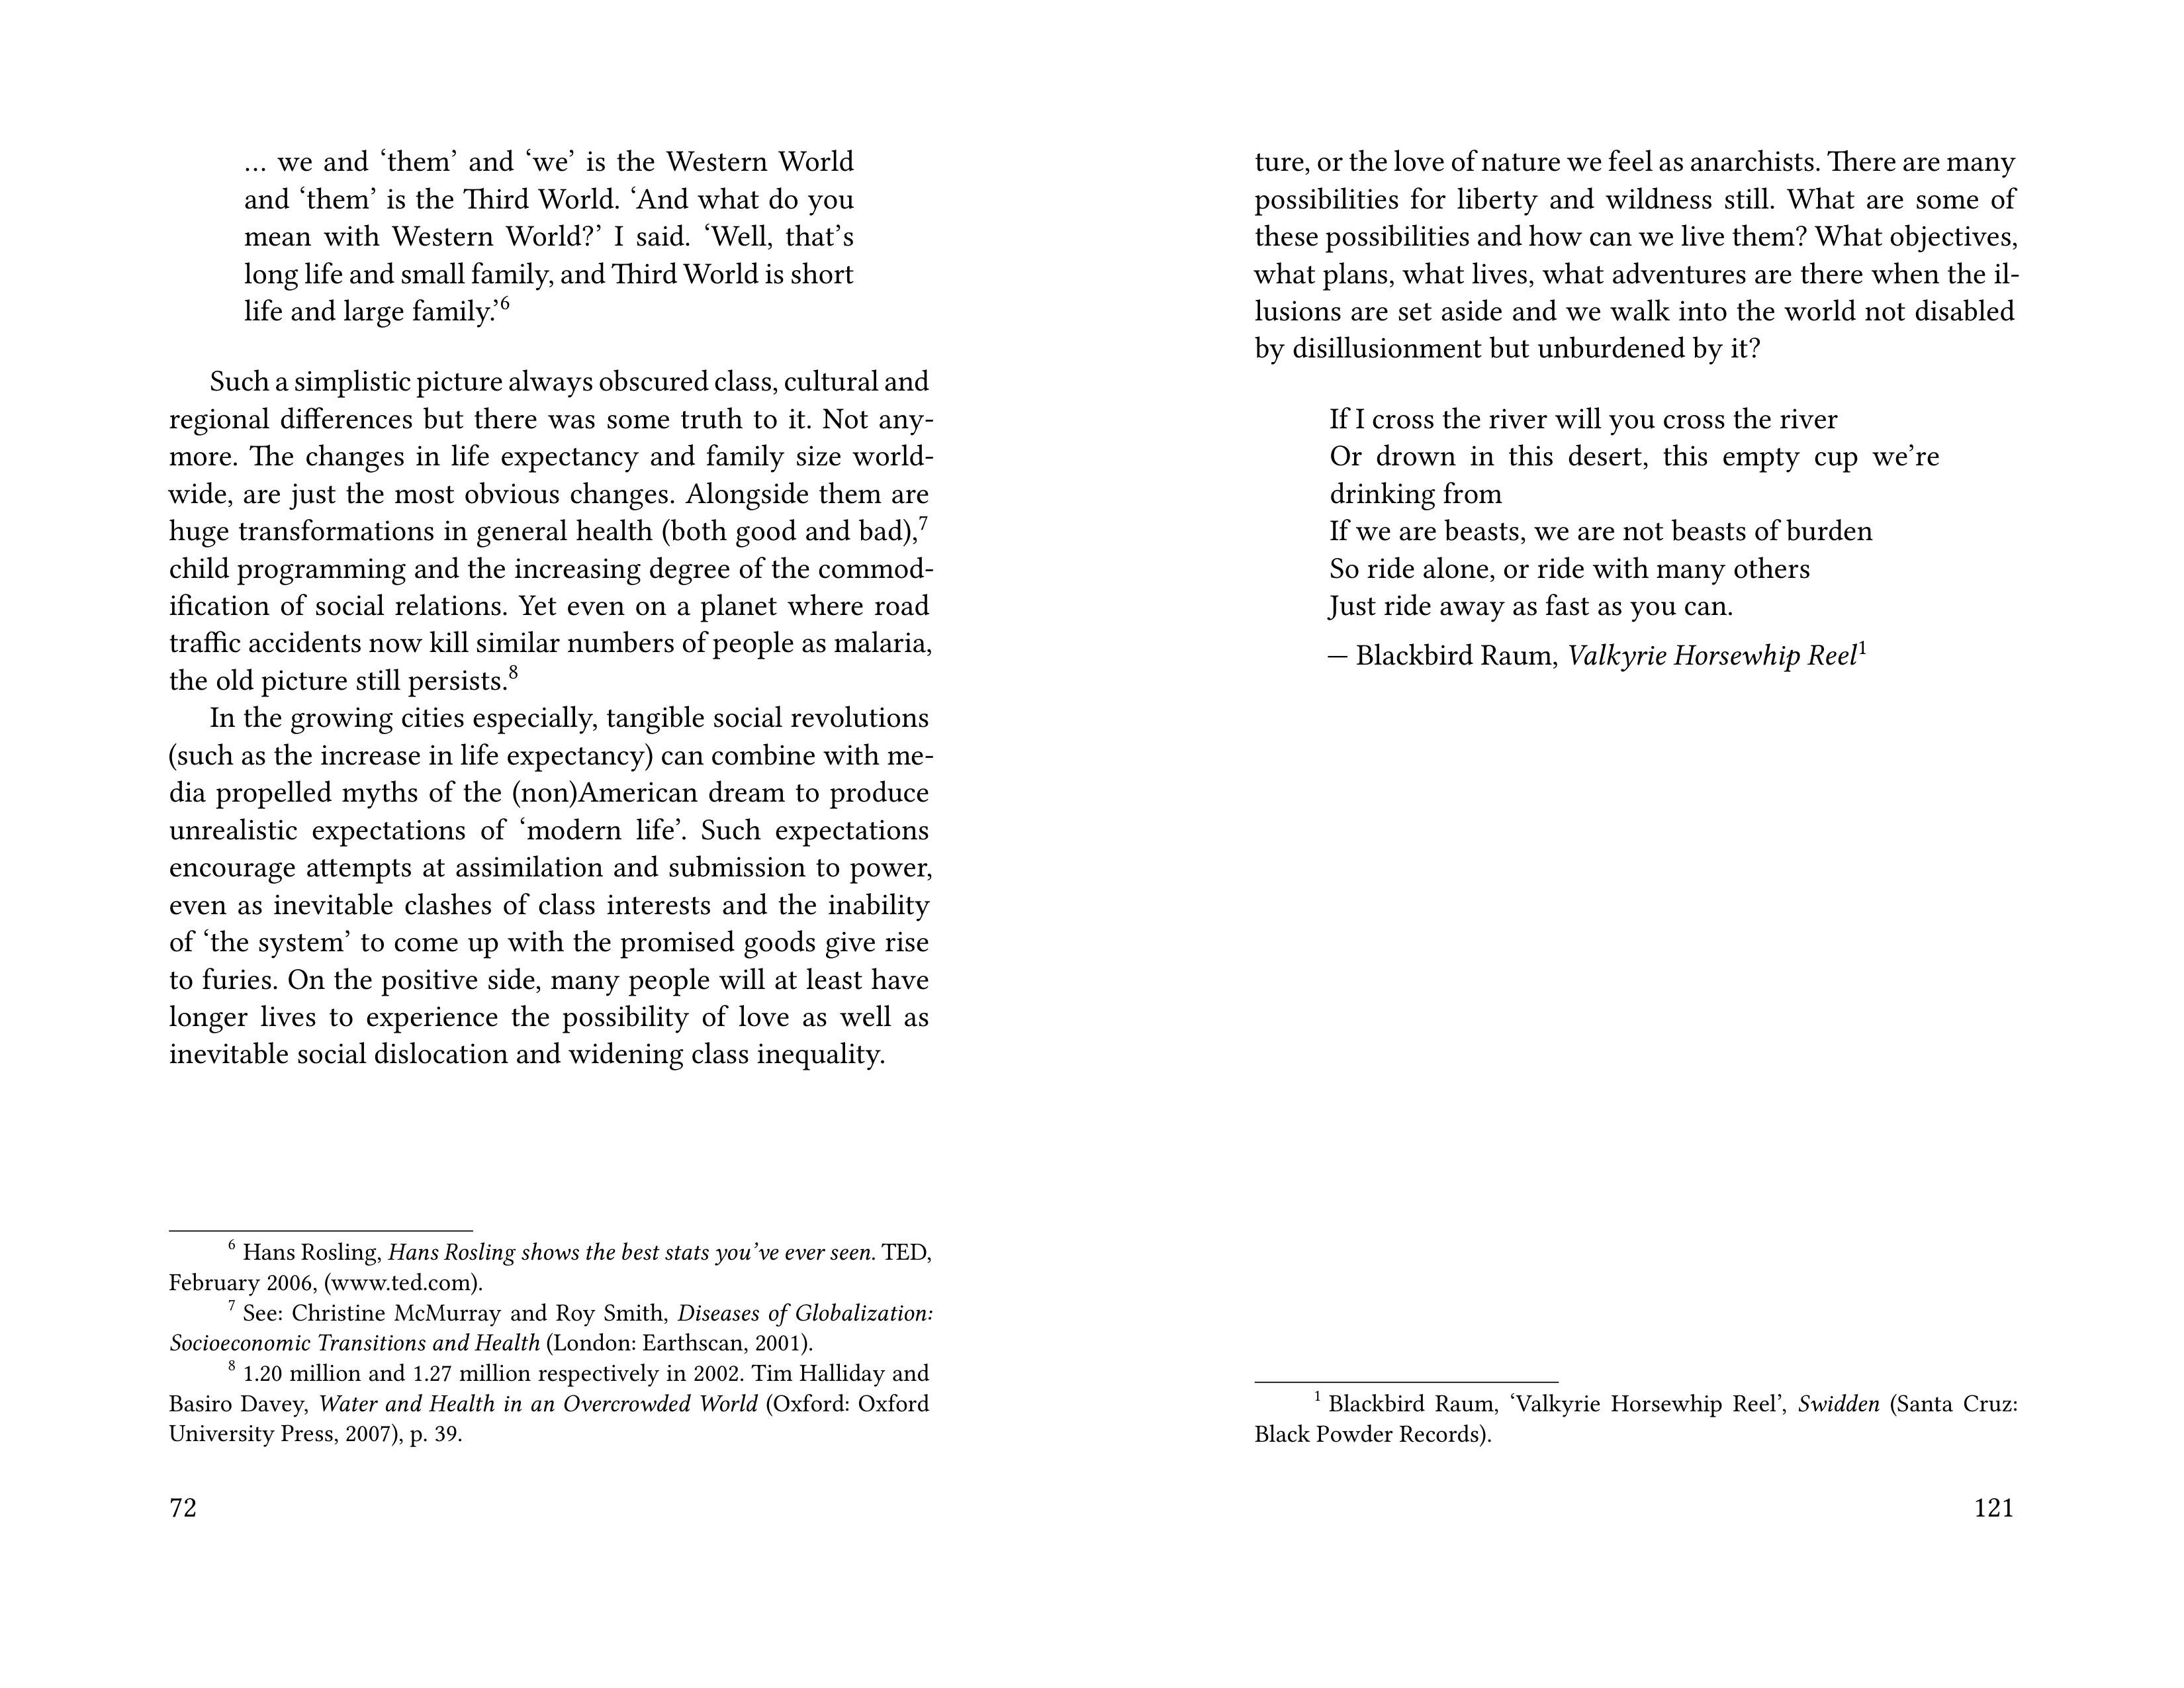 … we and ‘them’ and ‘we’ is the Western World
and ‘them’ is the Third World. ‘And what do you
mean with Western World?’ I said. ‘Well, that’s
long life and small family, and Third World is short
life and large family.’6
Such a simplistic picture always obscured class, cultural and
regional differences but there was some truth to it. Not any-
more. The changes in life expectancy and family size world-
wide, are just the most obvious changes. Alongside them are
huge transformations in general health (both good and bad),7
child programming and the increasing degree of the commod-
ification of social relations. Yet even on a planet where road
traffic accidents now kill similar numbers of people as malaria,
the old picture still persists.8
In the growing cities especially, tangible social revolutions
(such as the increase in life expectancy) can combine with me-
dia propelled myths of the (non)American dream to produce
unrealistic expectations of ‘modern life’. Such expectations
encourage attempts at assimilation and submission to power,
even as inevitable clashes of class interests and the inability
of ‘the system’ to come up with the promised goods give rise
to furies. On the positive side, many people will at least have
longer lives to experience the possibility of love as well as
inevitable social dislocation and widening class inequality.
6 Hans Rosling, Hans Rosling shows the best stats you’ve ever seen. TED,
February 2006, (www.ted.com).
7 See: Christine McMurray and Roy Smith, Diseases of Globalization:
Socioeconomic Transitions and Health (London: Earthscan, 2001).
8 1.20 million and 1.27 million respectively in 2002. Tim Halliday and
Basiro Davey, Water and Health in an Overcrowded World (Oxford: Oxford
University Press, 2007), p. 39.
72
ture, or the love of nature we feel as anarchists. There are many
possibilities for liberty and wildness still. What are some of
these possibilities and how can we live them? What objectives,
what plans, what lives, what adventures are there when the il-
lusions are set aside and we walk into the world not disabled
by disillusionment but unburdened by it?
If I cross the river will you cross the river
Or drown in this desert, this empty cup we’re
drinking from
If we are beasts, we are not beasts of burden
So ride alone, or ride with many others
Just ride away as fast as you can.
— Blackbird Raum, Valkyrie Horsewhip Reel1
1 Blackbird Raum, ‘Valkyrie Horsewhip Reel’, Swidden (Santa Cruz:
Black Powder Records).
121